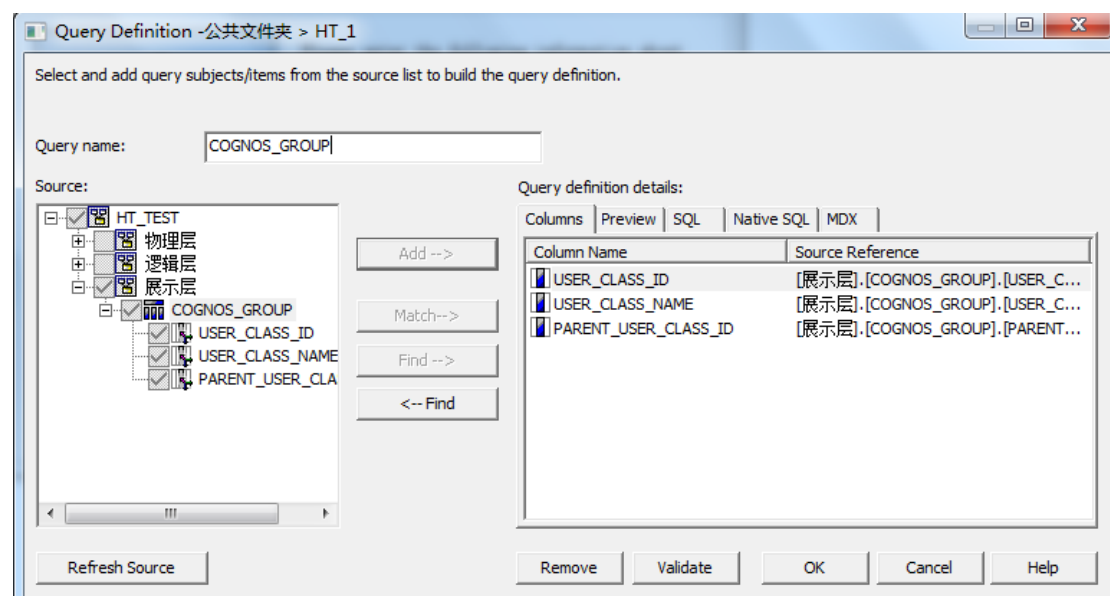 Query Definition -公共文件夹 > HT_1
Select and add query subjects/items from the source list to build the query definition.
Query name:
COGNOS_GROUP
Source:
HT_TEST
物理层
逻辑层
展示层
COGNOS_GROUP
USER_CLASS_ID
USER_CLASS_NAME
PARENT_USER_CLA
Add -->
Match-->
Find -->
<-- Find
Query definition details:
Columns Preview SQL Native SQL MDX
Column Name Source Reference
USER_CLASS_ID [展示层].[COGNOS_GROUP].[USER_C...
USER_CLASS_NAME [展示层].[COGNOS_GROUP].[USER_C...
PARENT_USER_CLASS_ID [展示层].[COGNOS_GROUP].[PARENT...
Refresh Source Remove Validate OK Cancel Help